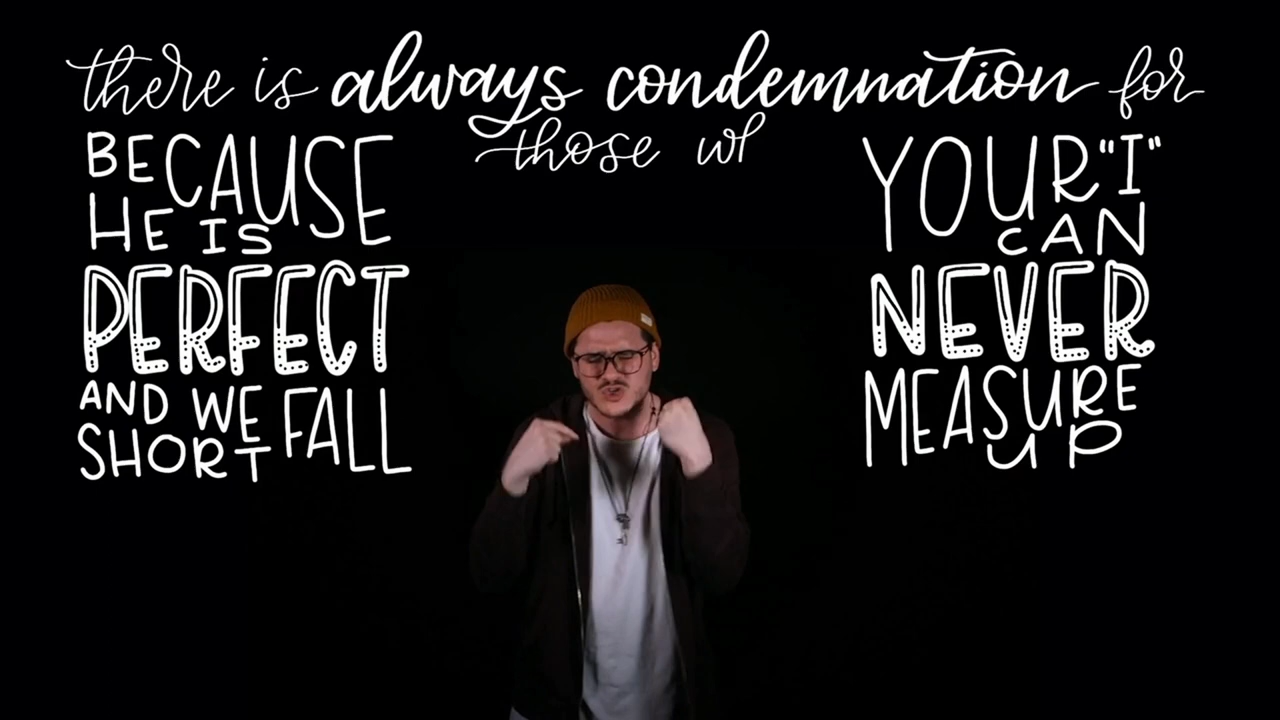 there is always condemnation for
those wh
BECAUSE
HE IS
PERFECT
AND WE FALL
SHORT
YOUR "I"
CAN
NEVER
MEASURE
UP